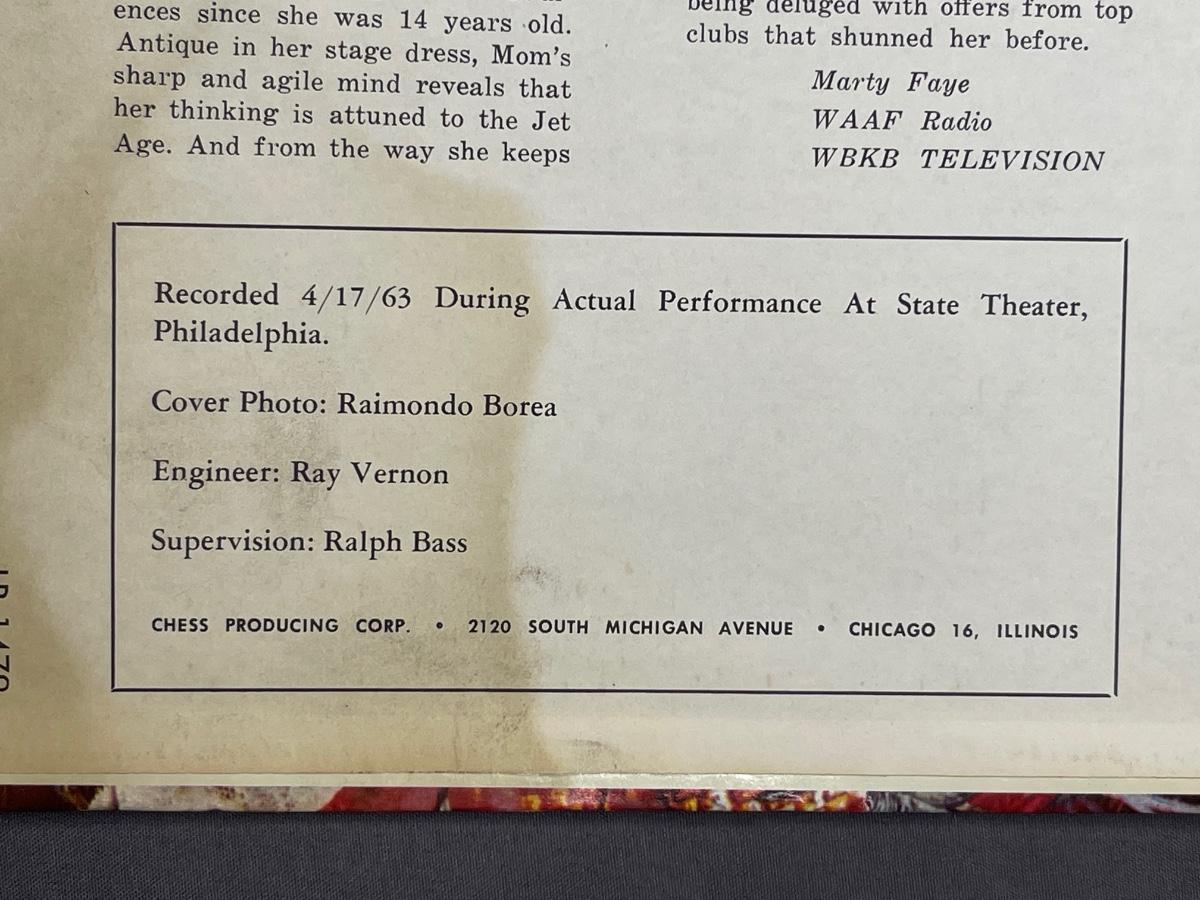 ences since she was 14 years old.
Antique in her stage dress, Mom's
sharp and agile mind reveals that
her thinking is attuned to the Jet
Age. And from the way she keeps
being deluged with offers from top
clubs that shunned her before.
Marty Faye
WAAF Radio
WBKB TELEVISION
Recorded 4/17/63 During Actual Performance At State Theater,
Philadelphia.
Cover Photo: Raimondo Borea
Engineer: Ray Vernon
Supervision: Ralph Bass
CHESS PRODUCING CORP. • 2120 SOUTH MICHIGAN AVENUE • CHICAGO 16, ILLINOIS